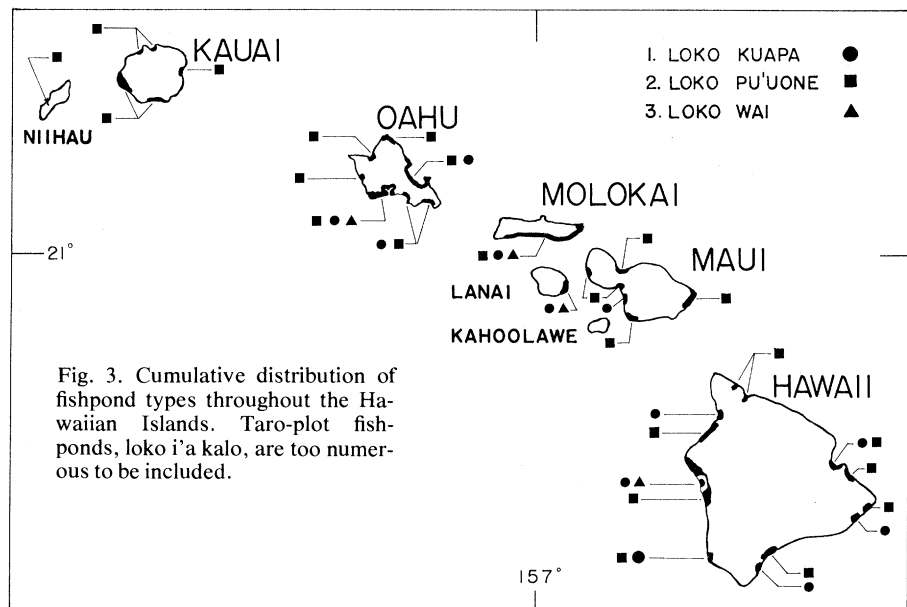 KAUAI
NIIHAU
OAHU
1. LOKO KUAPA ●
2. LOKO PU'UONE ■
3. LOKO WAI ▲
MOLOKAI
21°
MAUI
LANAI
KAHOOLAWE
HAWAII
Fig. 3. Cumulative distribution of
fishpond types throughout the Ha-
waiian Islands. Taro-plot fish-
ponds, loko i'a kalo, are too numer-
ous to be included.
157°